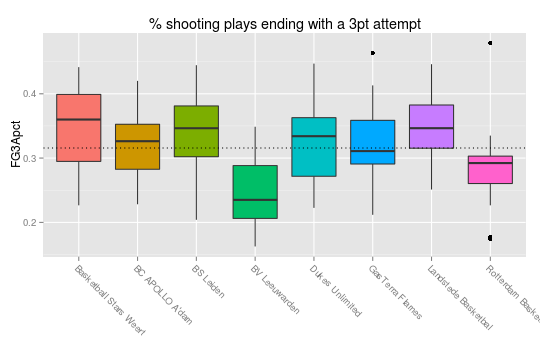 % shooting plays ending with a 3pt attempt
FG3Apct
0.4
0.3
0.2
Basketball Stars Weert
BC APOLLO A'dam
BS Leiden
BV Leeuwarden
Dukes Unlimited
GasTerra Flames
Landstede Basketbal
Rotterdam